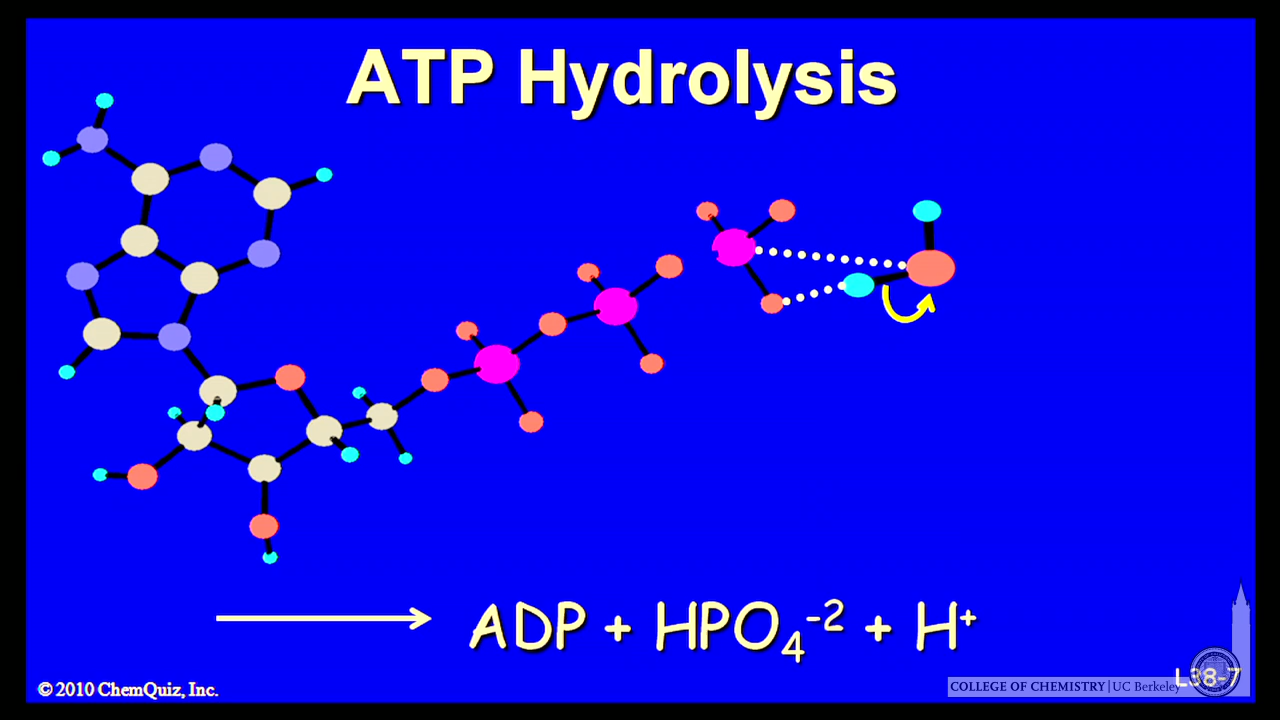 ATP Hydrolysis
ADP + HPO₄⁻² + H⁺
© 2010 ChemQuiz, Inc.
COLLEGE OF CHEMISTRY | UC Berkeley
L38-7